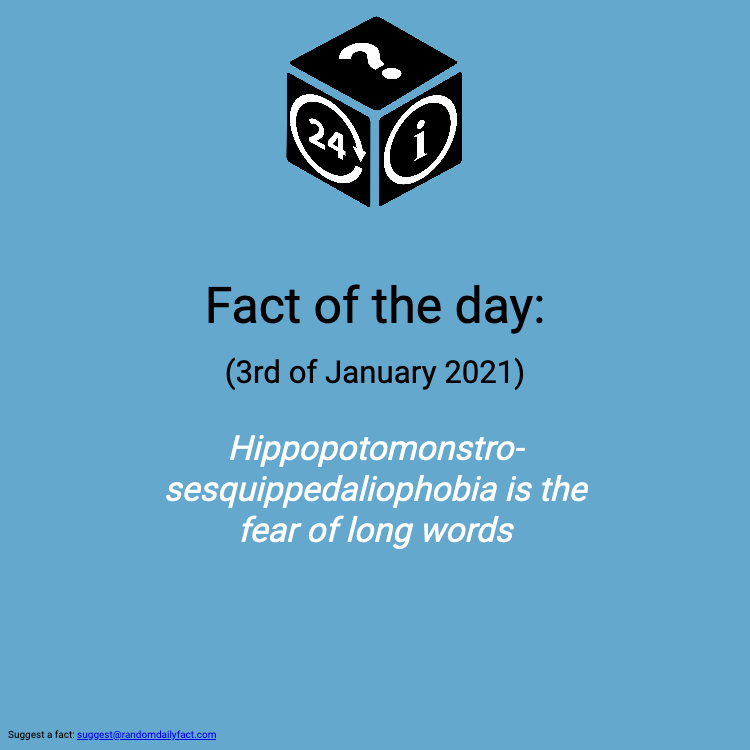 ?
24
i
Fact of the day:
(3rd of January 2021)
Hippopotomonstro-
sesquippedaliophobia is the
fear of long words
Suggest a fact: suggest@randomdailyfact.com